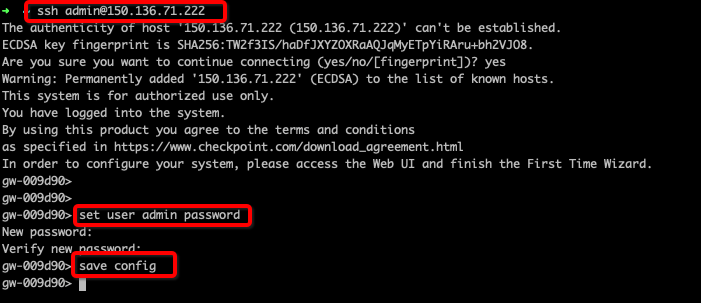 ➜ ~ ssh admin@150.136.71.222
The authenticity of host '150.136.71.222 (150.136.71.222)' can't be established.
ECDSA key fingerprint is SHA256:TWZf3IS/haDfJXYZOXRaAQJqMyETpYiRAru+bh2VJO8.
Are you sure you want to continue connecting (yes/no/[fingerprint])? yes
Warning: Permanently added '150.136.71.222' (ECDSA) to the list of known hosts.
This system is for authorized use only.
You have logged into the system.
By using this product you agree to the terms and conditions
as specified in https://www.checkpoint.com/download_agreement.html
In order to configure your system, please access the Web UI and finish the First Time Wizard.
gw-009d90>
gw-009d90>
gw-009d90> set user admin password
New password:
Verify new password:
gw-009d90> save config
gw-009d90>